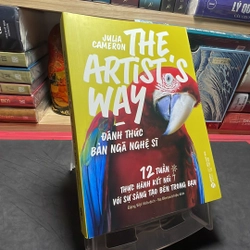 JULIA
CAMERON
THE
ARTIST'S
WAY
ĐÁNH THỨC
BẢN NGÃ NGHỆ SĨ
12 TUẦN
THỰC HÀNH KẾT NỐI
VỚI SỰ SÁNG TẠO BÊN TRONG BẠN